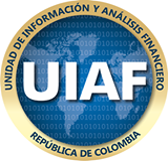 UNIDAD DE INFORMACIÓN Y ANÁLISIS FINANCIERO
UIAF
REPÚBLICA DE COLOMBIA